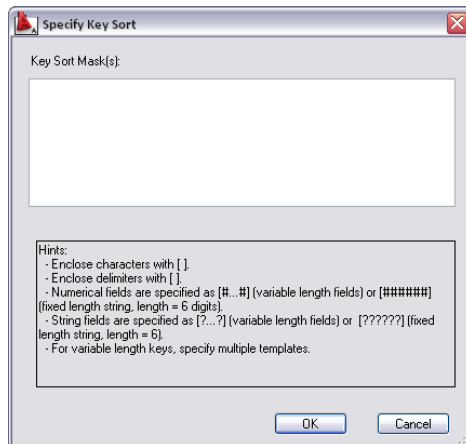 Specify Key Sort
Key Sort Mask(s):
Hints:
- Enclose characters with [ ].
- Enclose delimiters with [ ].
- Numerical fields are specified as [#...#] (variable length fields) or [######]
(fixed length string, length = 6 digits).
- String fields are specified as [?...?] (variable length fields) or [??????] (fixed
length string, length = 6).
- For variable length keys, specify multiple templates.
OK
Cancel